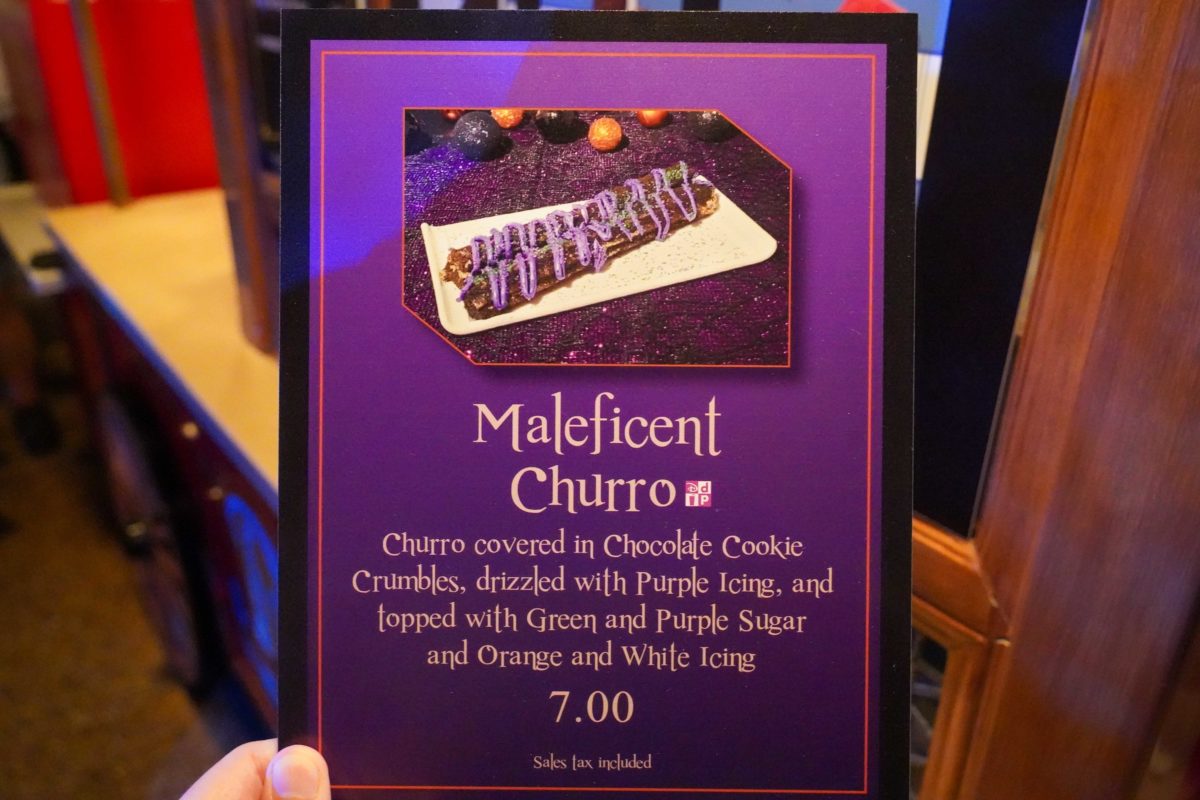 Maleficent
Churro
Churro covered in Chocolate Cookie
Crumbles, drizzled with Purple Icing, and
topped with Green and Purple Sugar
and Orange and White Icing
7.00
Sales tax included